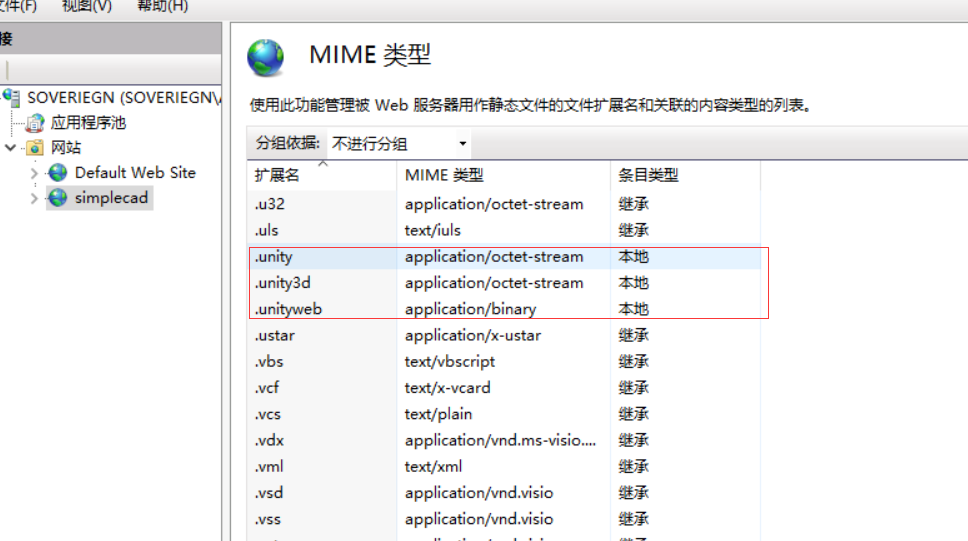 文件(F) 视图(V) 帮助(H)
接
SOVERIEGN (SOVERIEGN\
应用程序池
网站
Default Web Site
simplecad
MIME 类型
使用此功能管理被 Web 服务器用作静态文件的文件扩展名和关联的内容类型的列表。
分组依据: 不进行分组
扩展名 MIME 类型 条目类型
.u32 application/octet-stream 继承
.uls text/iuls 继承
.unity application/octet-stream 本地
.unity3d application/octet-stream 本地
.unityweb application/binary 本地
.ustar application/x-ustar 继承
.vbs text/vbscript 继承
.vcf text/x-vcard 继承
.vcs text/plain 继承
.vdx application/vnd.ms-visio.... 继承
.vml text/xml 继承
.vsd application/vnd.visio 继承
.vss application/vnd.visio 继承